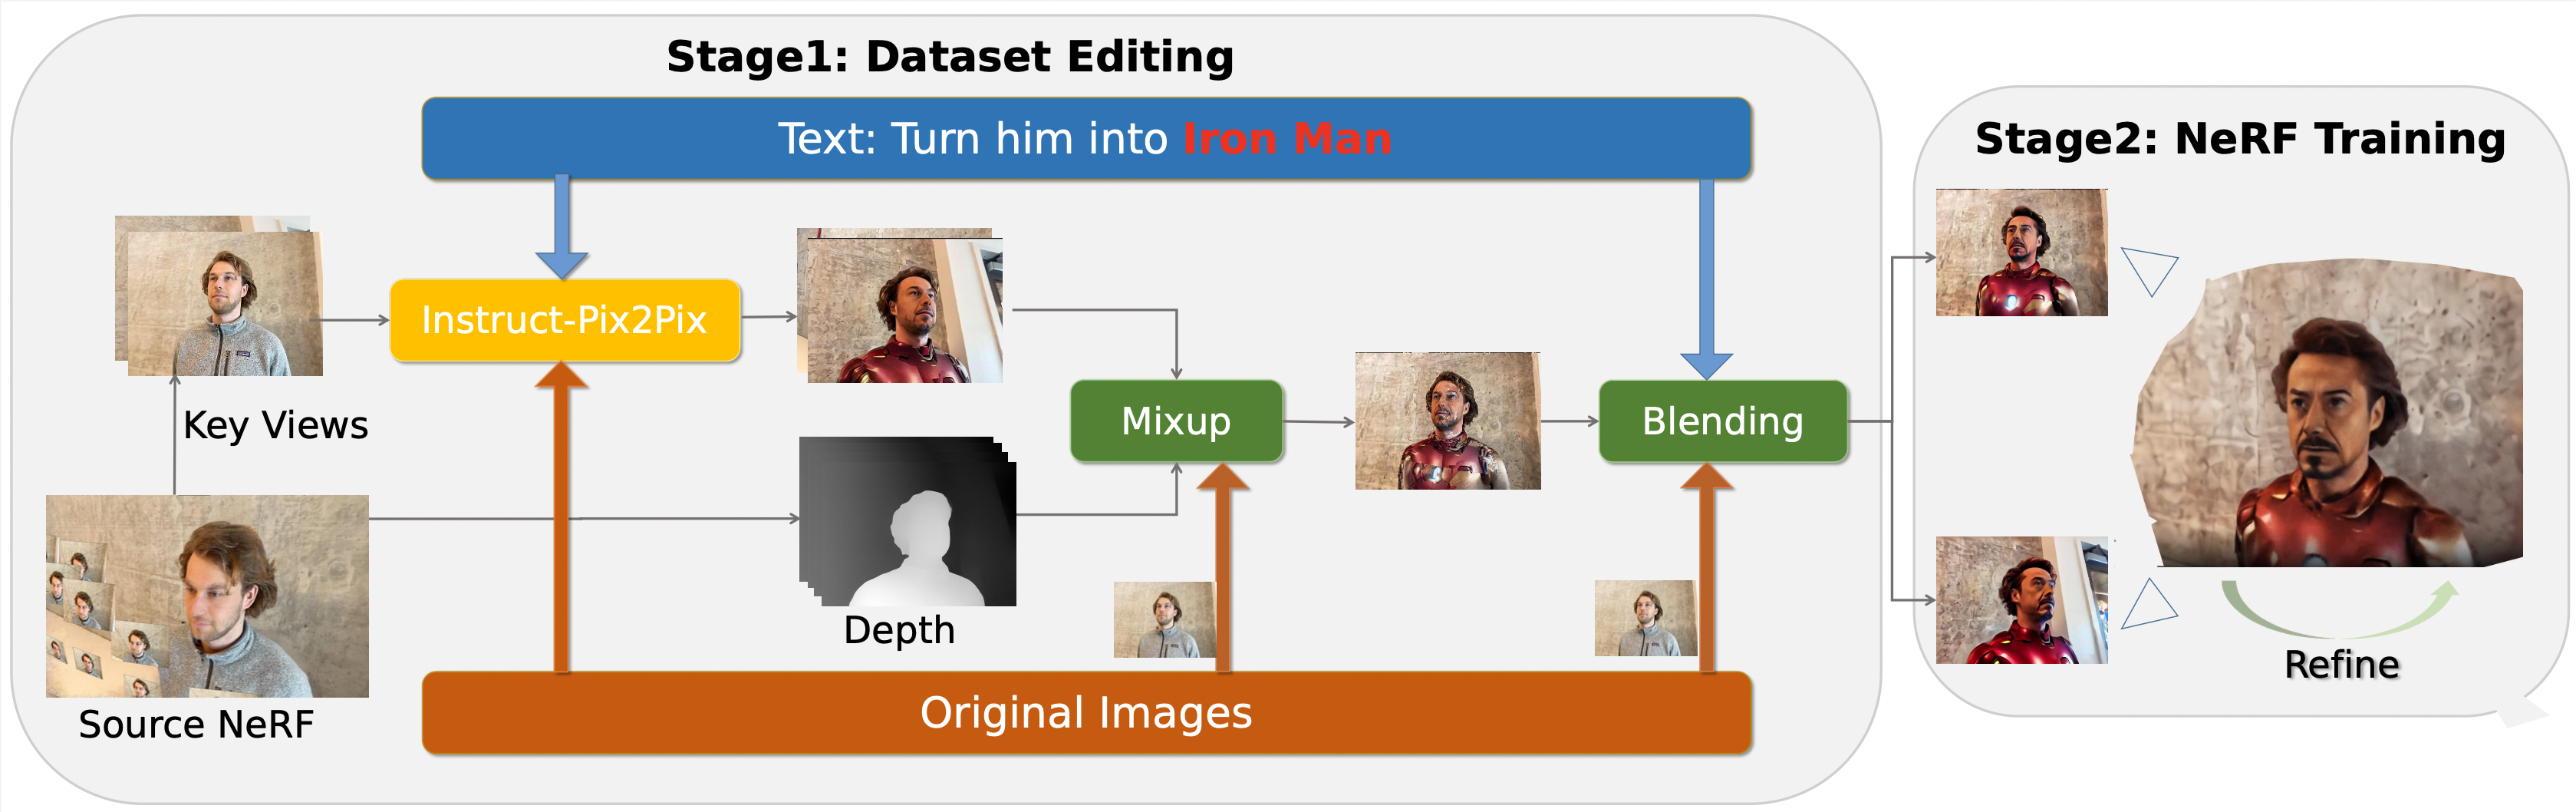 Stage1: Dataset Editing
Text: Turn him into Iron Man
Instruct-Pix2Pix
Key Views
Source NeRF
Depth
Mixup
Blending
Original Images
Stage2: NeRF Training
Refine